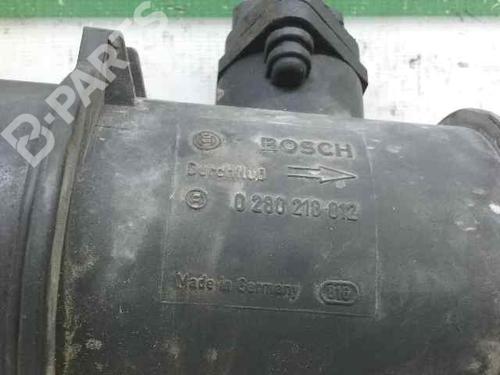 B-PARTS
BOSCH
Durchfluß
0 280 218 012
Made in Germany